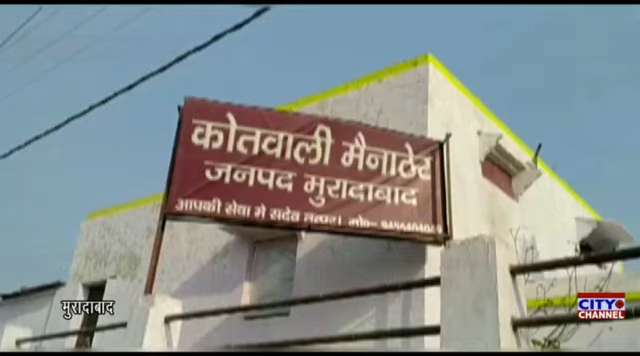 कोतवाली मैनाठेर
जनपद मुरादाबाद
आपकी सेवा मे सदेव तत्पर।
मुरादाबाद
CITY
CHANNEL